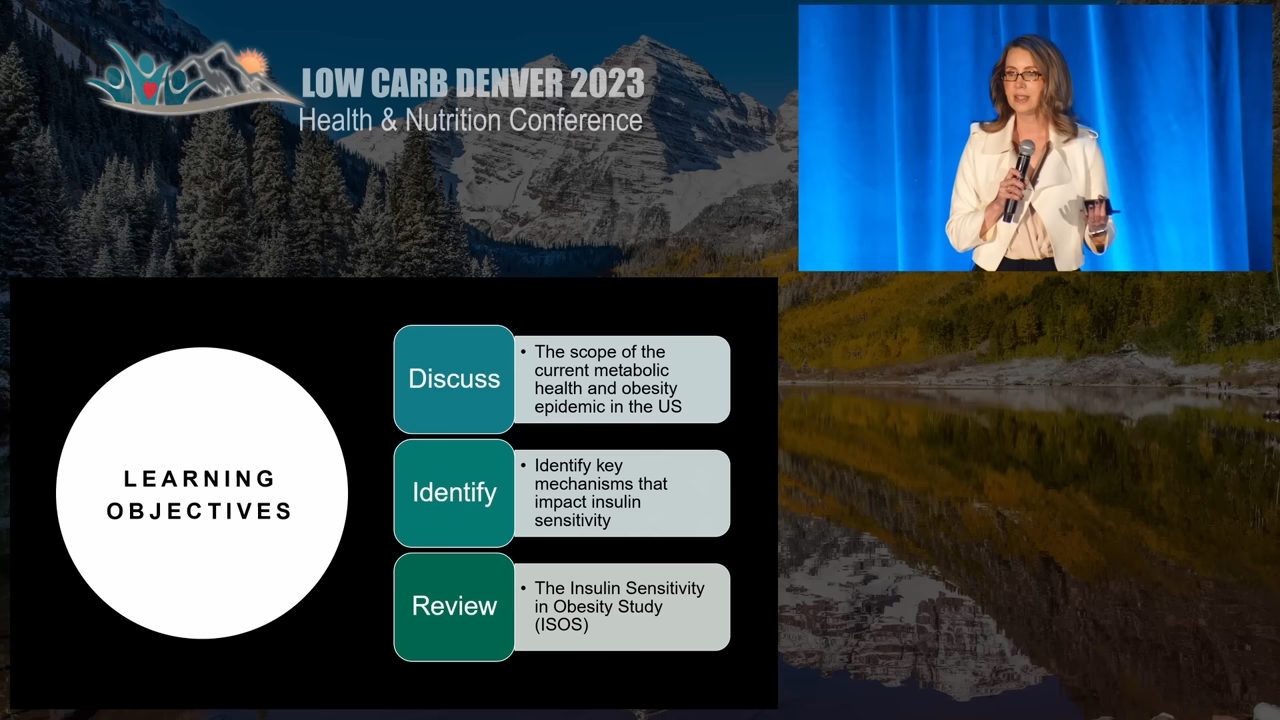 LOW CARB DENVER 2023
Health & Nutrition Conference
LEARNING
OBJECTIVES
Discuss
• The scope of the
current metabolic
health and obesity
epidemic in the US
Identify
• Identify key
mechanisms that
impact insulin
sensitivity
Review
• The Insulin Sensitivity
in Obesity Study
(ISOS)